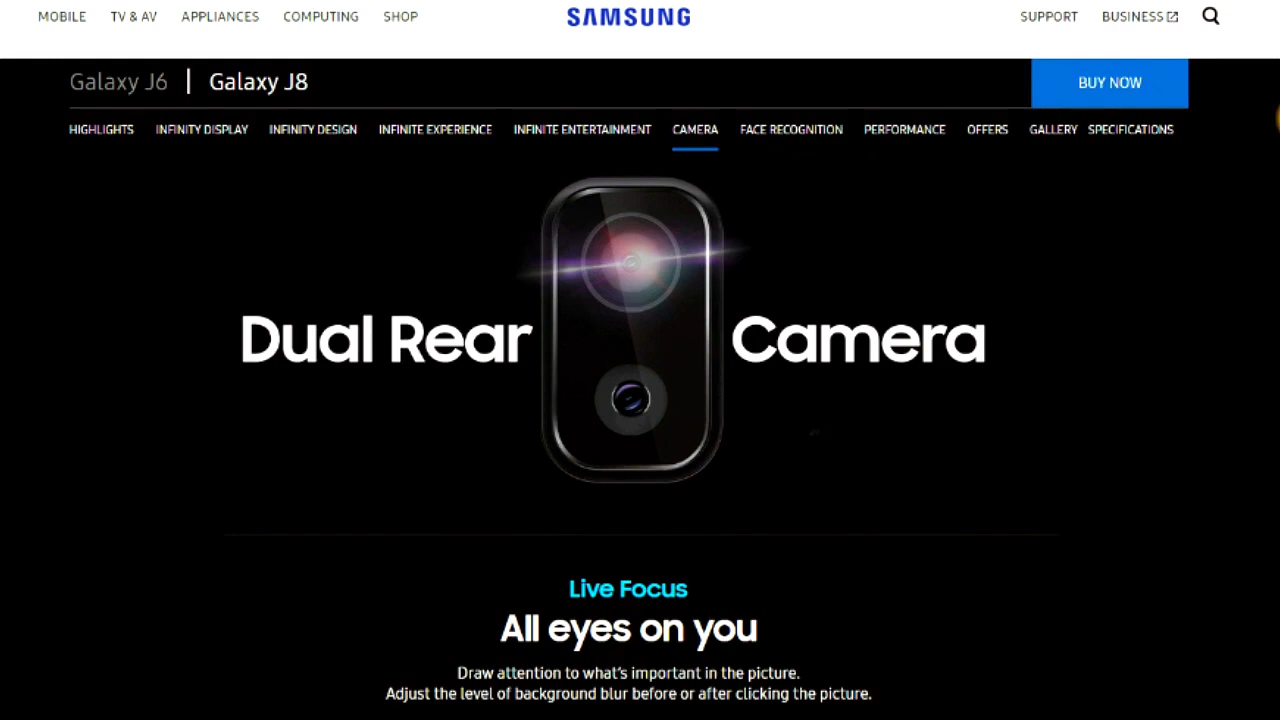 MOBILE TV & AV APPLIANCES COMPUTING SHOP SAMSUNG SUPPORT BUSINESS
Galaxy J6 | Galaxy J8 BUY NOW
HIGHLIGHTS INFINITY DISPLAY INFINITY DESIGN INFINITE EXPERIENCE INFINITE ENTERTAINMENT CAMERA FACE RECOGNITION PERFORMANCE OFFERS GALLERY SPECIFICATIONS
Dual Rear Camera
Live Focus
All eyes on you
Draw attention to what's important in the picture.
Adjust the level of background blur before or after clicking the picture.